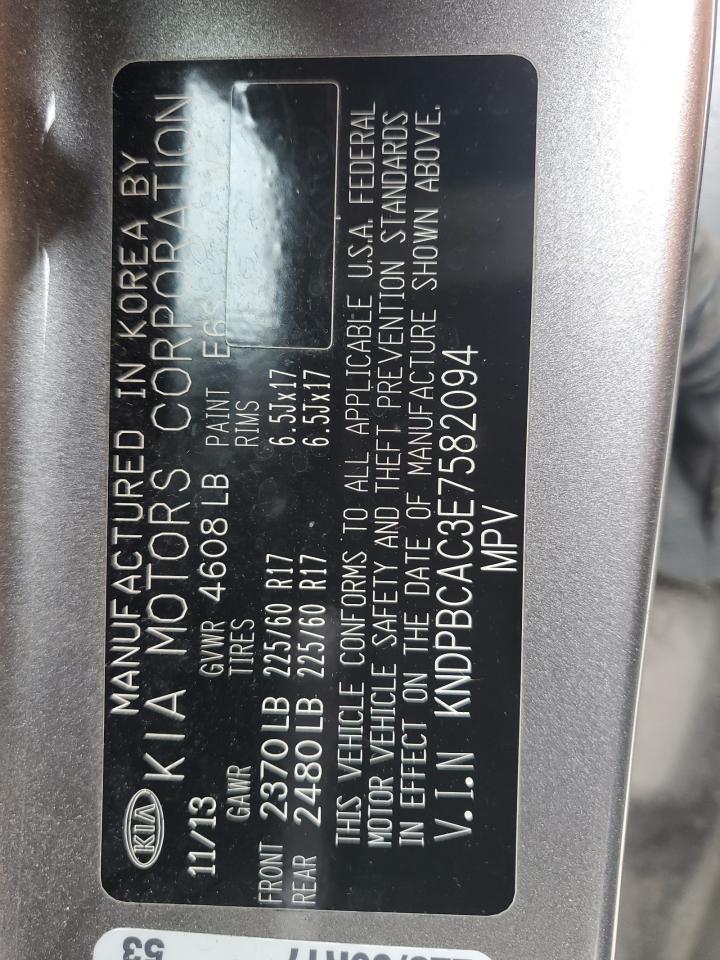 MANUFACTURED IN KOREA BY
KIA KIA MOTORS CORPORATION
11/13 GVWR 4608 LB PAINT
GAWR TIRES RIMS
FRONT 2370 LB 225/60 R17 6.5Jx17
REAR 2480 LB 225/60 R17 6.5Jx17
THIS VEHICLE CONFORMS TO ALL APPLICABLE U.S.A. FEDERAL
MOTOR VEHICLE SAFETY AND THEFT PREVENTION STANDARDS
IN EFFECT ON THE DATE OF MANUFACTURE SHOWN ABOVE.
V.I.N KNDPBCAC3E7582094
MPV
53